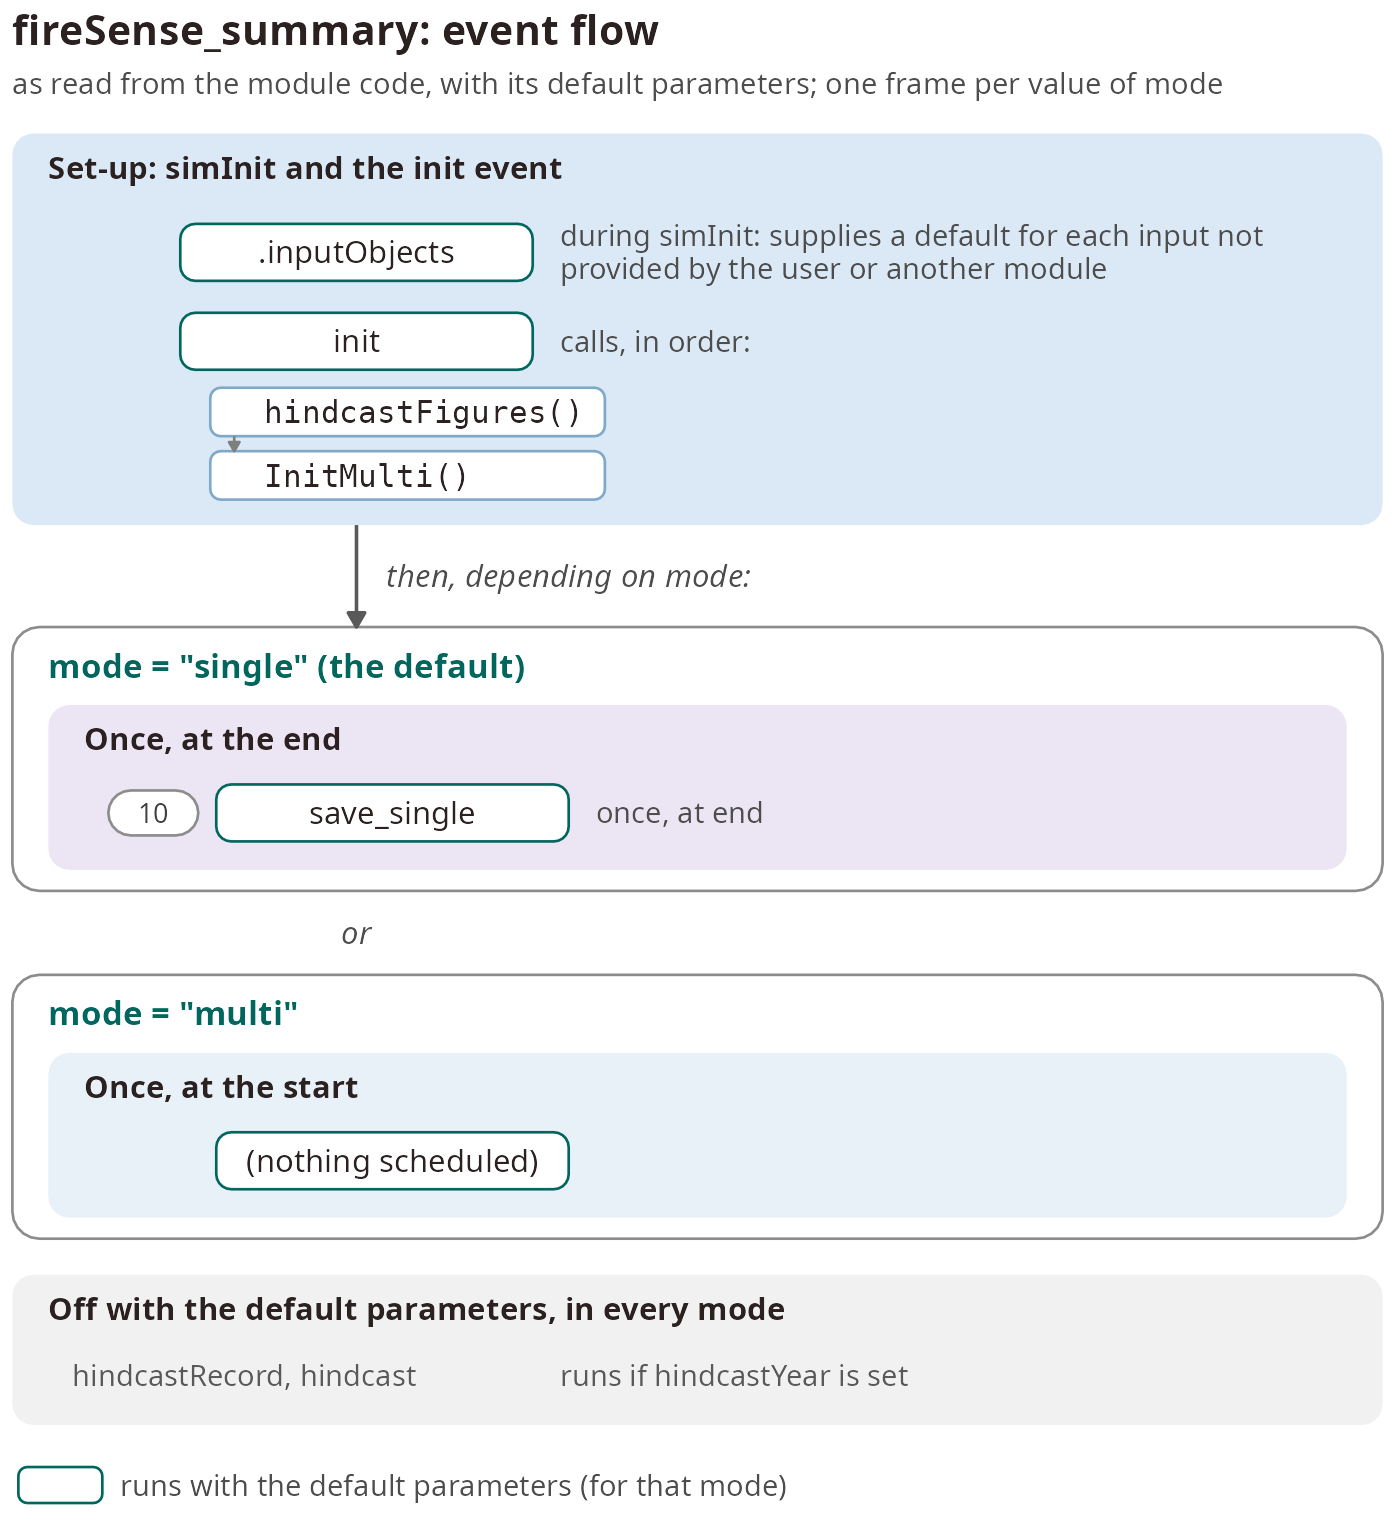 fireSense_summary: event flow
as read from the module code, with its default parameters; one frame per value of mode
Set-up: simInit and the init event
.inputObjects
during simInit: supplies a default for each input not
provided by the user or another module
init
calls, in order:
hindcastFigures()
InitMulti()
then, depending on mode:
mode = "single" (the default)
Once, at the end
10
save_single
once, at end
or
mode = "multi"
Once, at the start
(nothing scheduled)
Off with the default parameters, in every mode
hindcastRecord, hindcast
runs if hindcastYear is set
runs with the default parameters (for that mode)